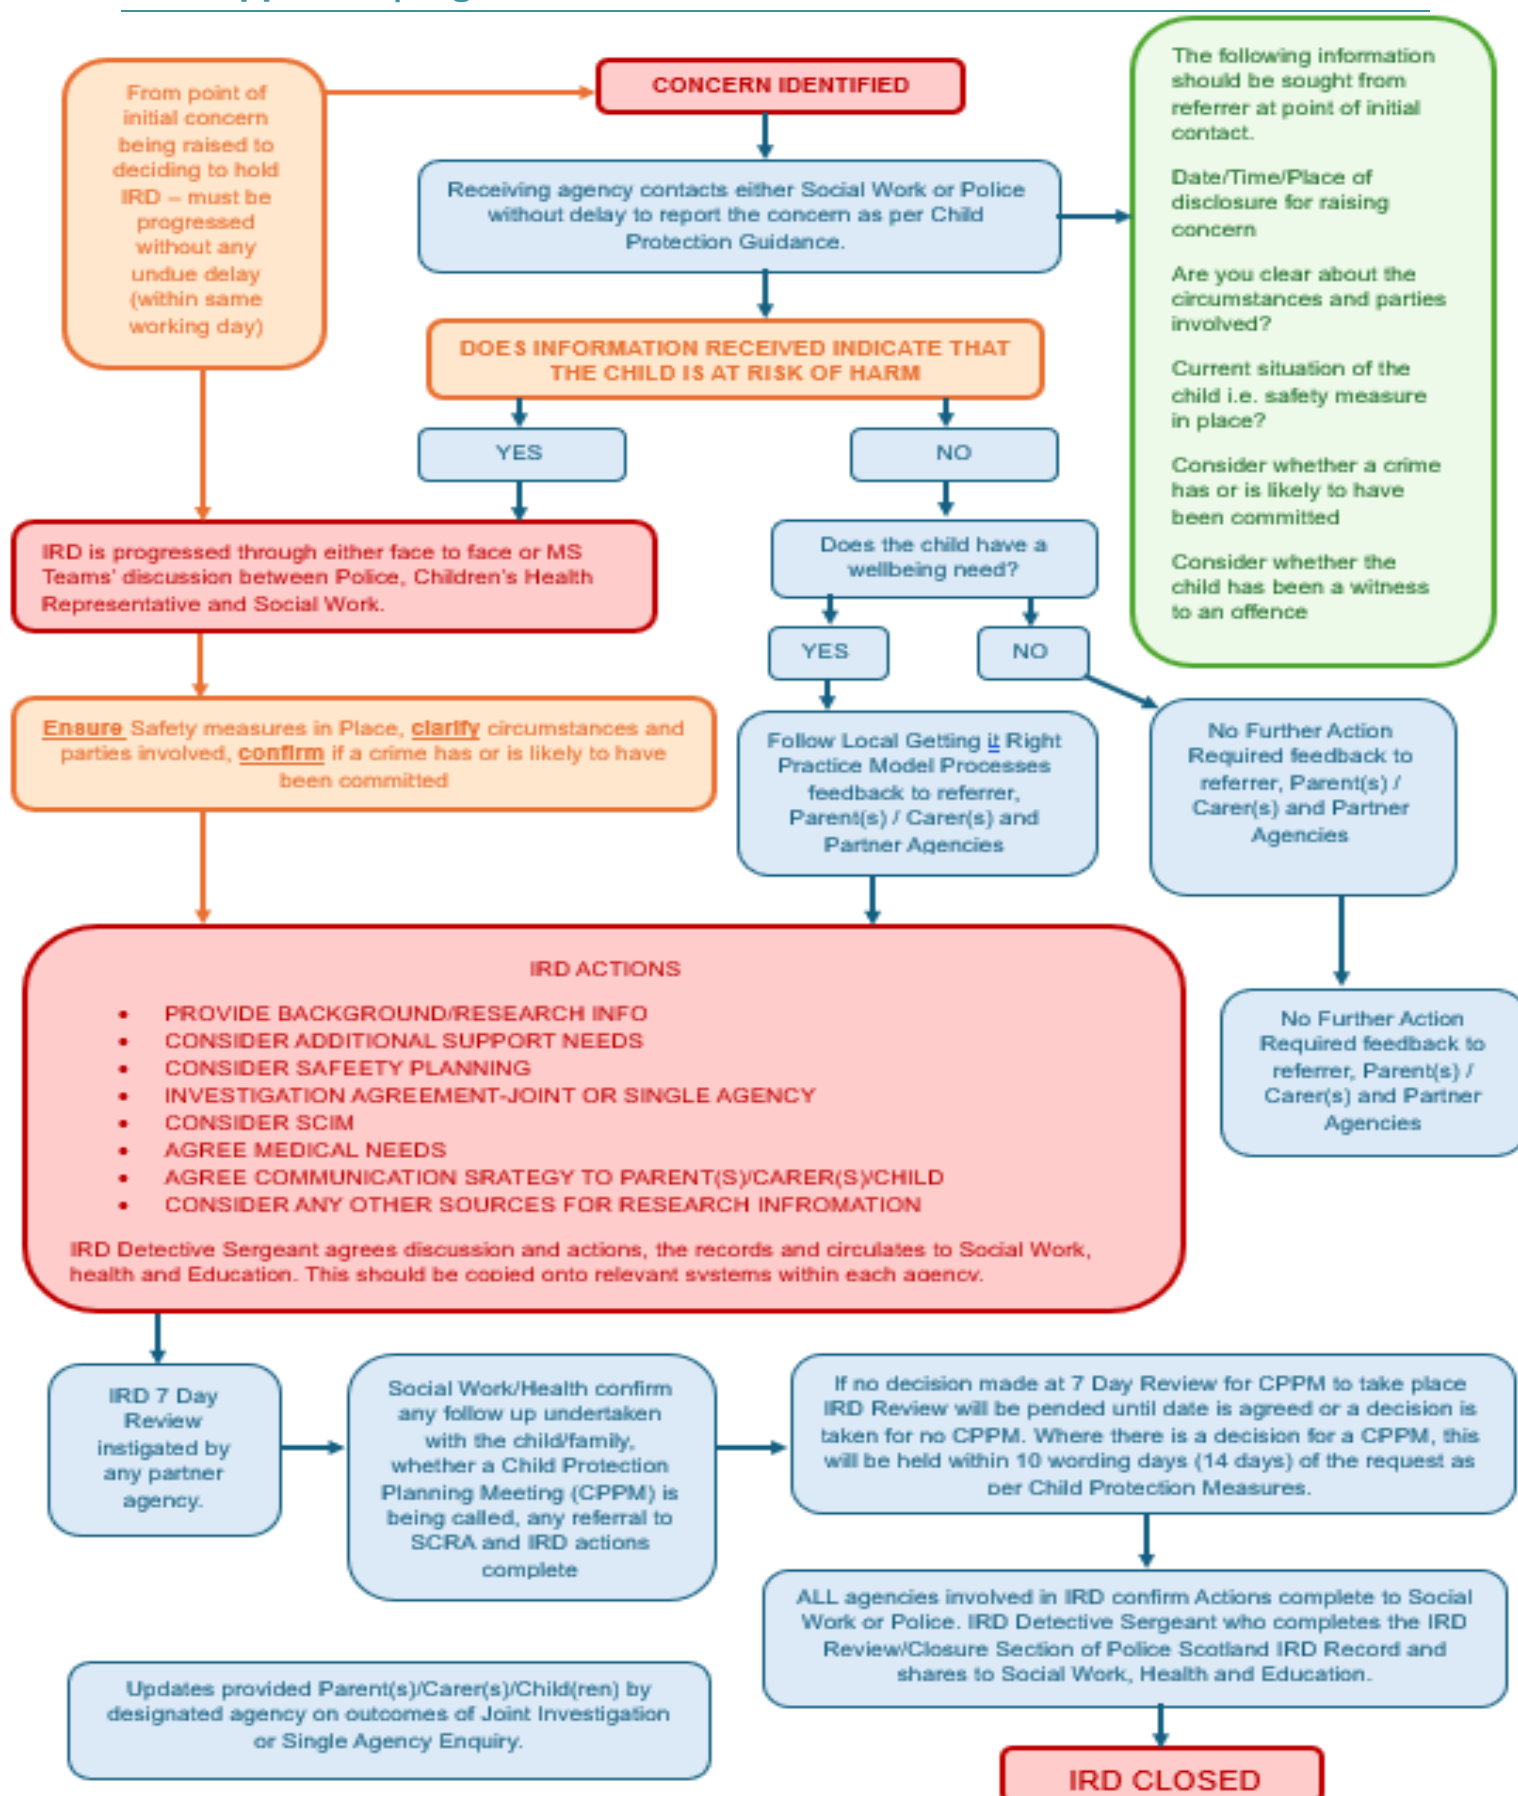 From point of
initial concern
being raised to
deciding to hold
IRD – must be
progressed
without any
undue delay
(within same
working day)
CONCERN IDENTIFIED
Receiving agency contacts either Social Work or Police
without delay to report the concern as per Child
Protection Guidance.
The following information
should be sought from
referrer at point of initial
contact.
Date/Time/Place of
disclosure for raising
concern
Are you clear about the
circumstances and parties
involved?
Current situation of the
child i.e. safety measure
in place?
Consider whether a crime
has or is likely to have
been committed
Consider whether the
child has been a witness
to an offence
DOES INFORMATION RECEIVED INDICATE THAT
THE CHILD IS AT RISK OF HARM
YES
NO
IRD is progressed through either face to face or MS
Teams' discussion between Police, Children's Health
Representative and Social Work.
Does the child have a
wellbeing need?
YES
NO
Ensure Safety measures in Place, clarify circumstances and
parties involved, confirm if a crime has or is likely to have
been committed
Follow Local Getting it Right
Practice Model Processes
feedback to referrer,
Parent(s) / Carer(s) and
Partner Agencies
No Further Action
Required feedback to
referrer, Parent(s) /
Carer(s) and Partner
Agencies
IRD ACTIONS
• PROVIDE BACKGROUND/RESEARCH INFO
• CONSIDER ADDITIONAL SUPPORT NEEDS
• CONSIDER SAFEETY PLANNING
• INVESTIGATION AGREEMENT-JOINT OR SINGLE AGENCY
• CONSIDER SCIM
• AGREE MEDICAL NEEDS
• AGREE COMMUNICATION SRATEGY TO PARENT(S)/CARER(S)/CHILD
• CONSIDER ANY OTHER SOURCES FOR RESEARCH INFROMATION
IRD Detective Sergeant agrees discussion and actions, the records and circulates to Social Work,
health and Education. This should be copied onto relevant systems within each agency.
No Further Action
Required feedback to
referrer, Parent(s) /
Carer(s) and Partner
Agencies
IRD 7 Day
Review
instigated by
any partner
agency.
Social Work/Health confirm
any follow up undertaken
with the child/family,
whether a Child Protection
Planning Meeting (CPPM) is
being called, any referral to
SCRA and IRD actions
complete
If no decision made at 7 Day Review for CPPM to take place
IRD Review will be pended until date is agreed or a decision is
taken for no CPPM. Where there is a decision for a CPPM, this
will be held within 10 wording days (14 days) of the request as
per Child Protection Measures.
ALL agencies involved in IRD confirm Actions complete to Social
Work or Police. IRD Detective Sergeant who completes the IRD
Review/Closure Section of Police Scotland IRD Record and
shares to Social Work, Health and Education.
Updates provided Parent(s)/Carer(s)/Child(ren) by
designated agency on outcomes of Joint Investigation
or Single Agency Enquiry.
IRD CLOSED